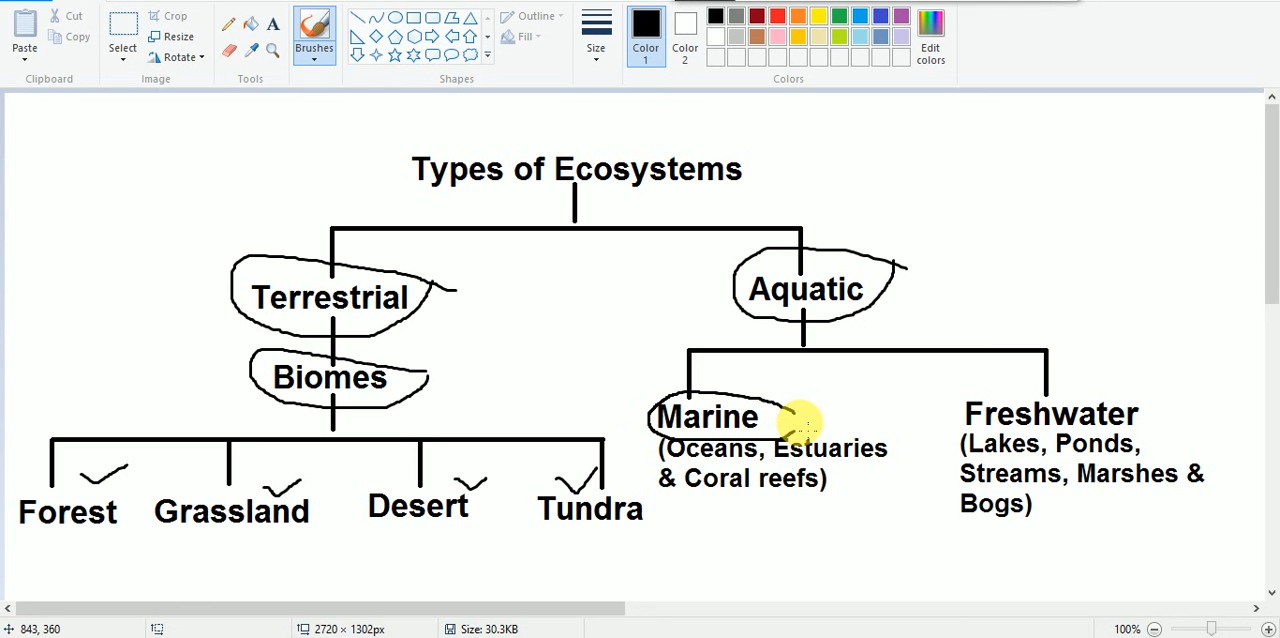 Paste
Cut
Copy
Clipboard
Select
Crop
Resize
Rotate
Image
A
Tools
Brushes
Outline
Fill
Shapes
Size
Color 1
Color 2
Edit colors
Colors
Types of Ecosystems
Terrestrial
Aquatic
Biomes
Marine
(Oceans, Estuaries
& Coral reefs)
Freshwater
(Lakes, Ponds,
Streams, Marshes &
Bogs)
Forest
Grassland
Desert
Tundra
843, 360
2720 × 1302px
Size: 30.3KB
100%